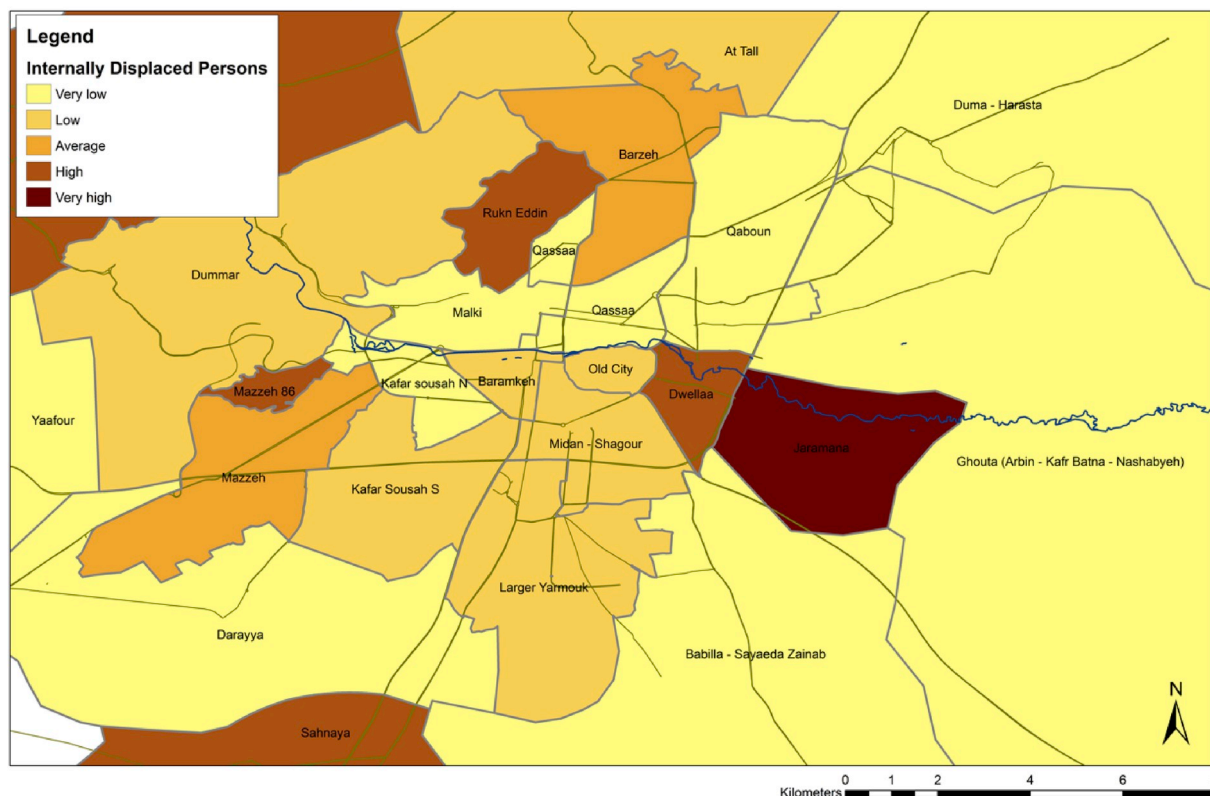 Legend
Internally Displaced Persons
Very low
Low
Average
High
Very high
At Tall
Duma - Harasta
Barzeh
Rukn Eddin
Qaboun
Qassaa
Dummar
Malki
Qassaa
Old City
Kafar sousah N
Baramkeh
Mazzeh 86
Dwellaa
Yaafour
Midan - Shagour
Jaramana
Ghouta (Arbin - Kafr Batna - Nashabyeh)
Mazzeh
Kafar Sousah S
Larger Yarmouk
Darayya
Babilla - Sayaeda Zainab
Sahnaya
N
0 1 2 4 6
Kilometers